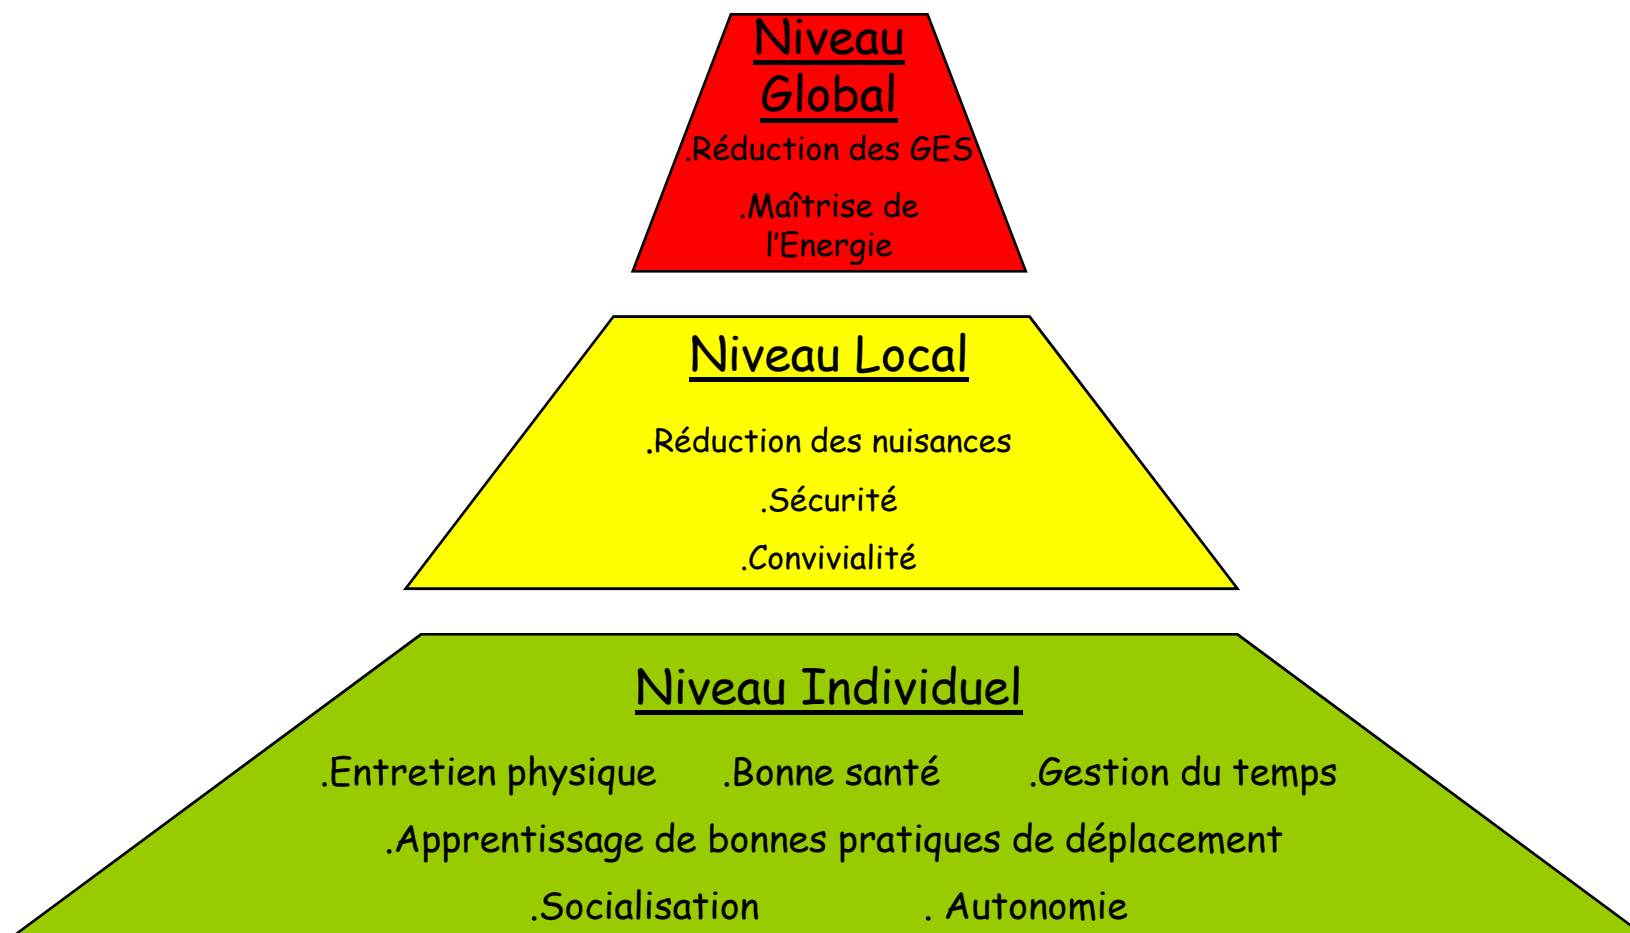 Niveau
Global
.Réduction des GES
.Maîtrise de
l'Energie
Niveau Local
.Réduction des nuisances
.Sécurité
.Convivialité
Niveau Individuel
.Entretien physique .Bonne santé .Gestion du temps
.Apprentissage de bonnes pratiques de déplacement
.Socialisation . Autonomie